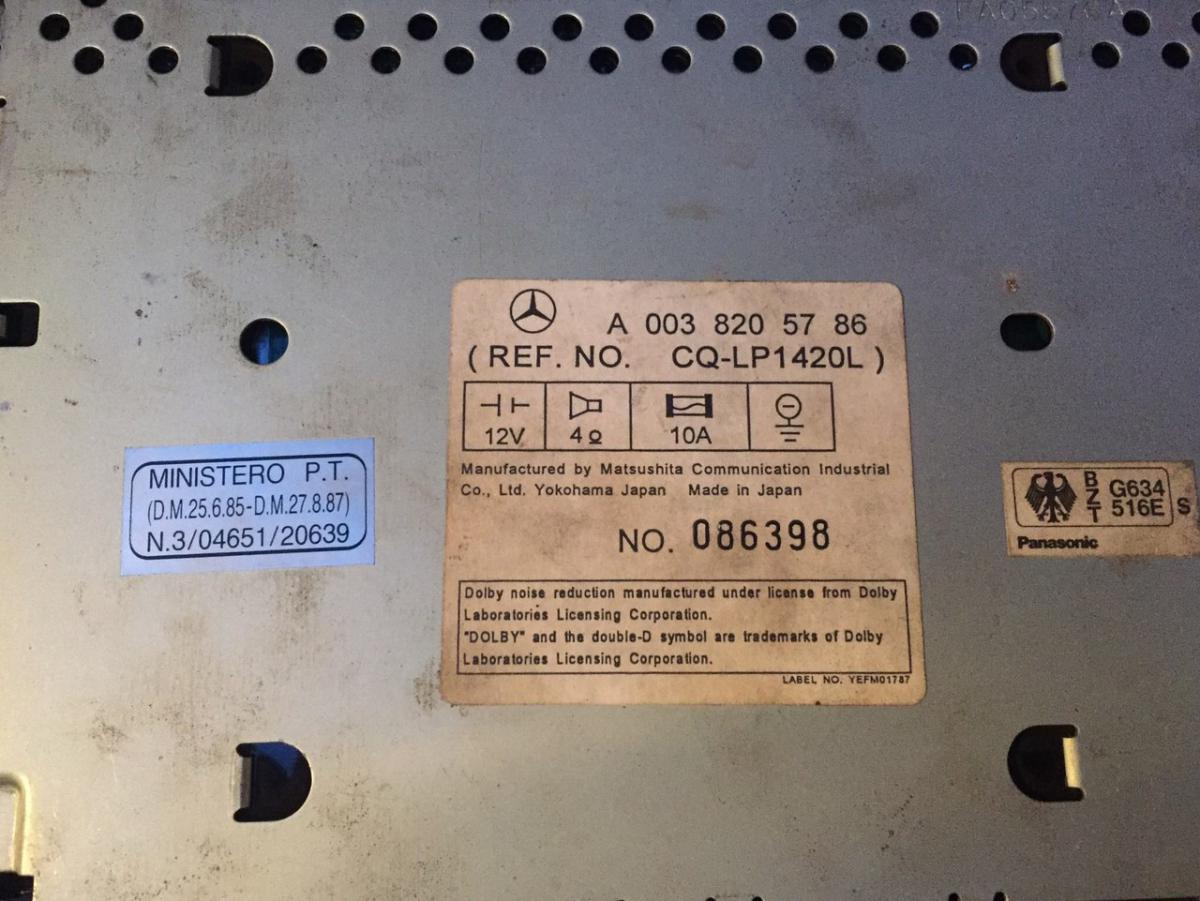 A 003 820 57 86
( REF. NO. CQ-LP1420L )
12V 4Ω 10A
Manufactured by Matsushita Communication Industrial
Co., Ltd. Yokohama Japan Made in Japan
NO. 086398
Dolby noise reduction manufactured under license from Dolby
Laboratories Licensing Corporation.
"DOLBY" and the double-D symbol are trademarks of Dolby
Laboratories Licensing Corporation.
LABEL NO. YEFM01787
MINISTERO P.T.
(D.M.25.6.85-D.M.27.8.87)
N.3/04651/20639
BZT G634
516E S
Panasonic